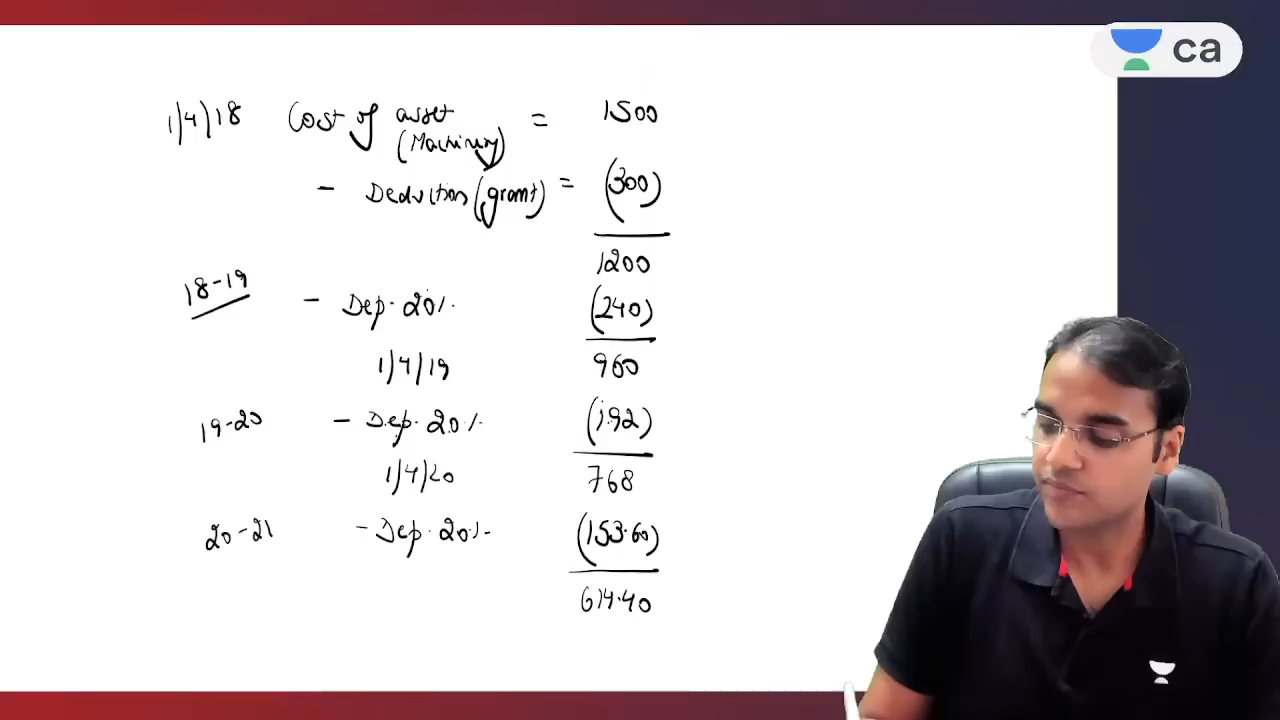 ca
1/4/18 Cost of asset = 1500
(Machinery)
- Deduction (grant) = (300)
1200
18-19 - Dep. 20%. (240)
1/4/19 960
19-20 - Dep. 20%. (192)
1/4/20 768
20-21 - Dep. 20%. (153.60)
614.40